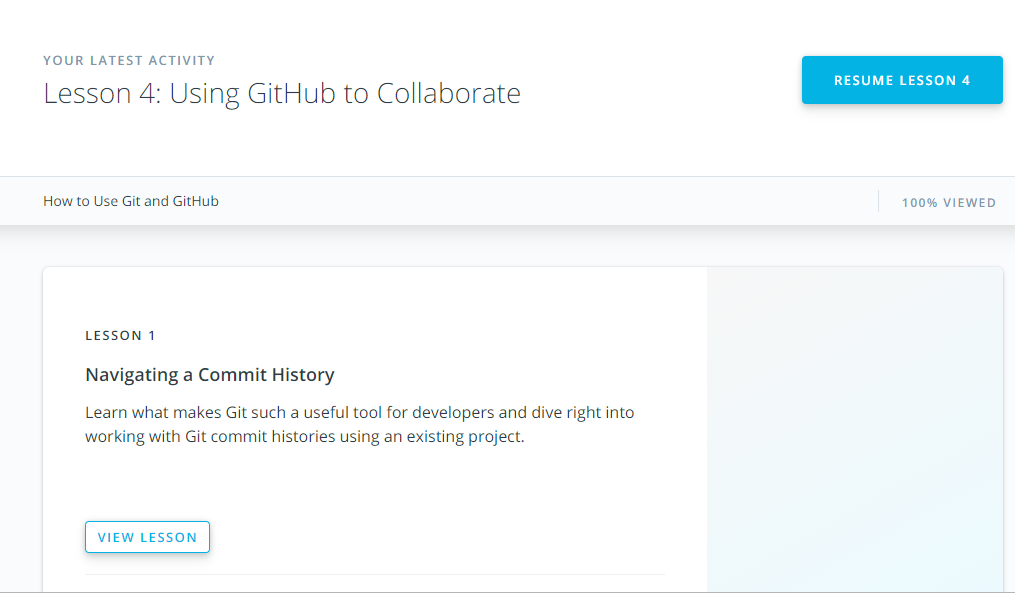 YOUR LATEST ACTIVITY
Lesson 4: Using GitHub to Collaborate
RESUME LESSON 4
How to Use Git and GitHub
100% VIEWED
LESSON 1
Navigating a Commit History
Learn what makes Git such a useful tool for developers and dive right into
working with Git commit histories using an existing project.
VIEW LESSON